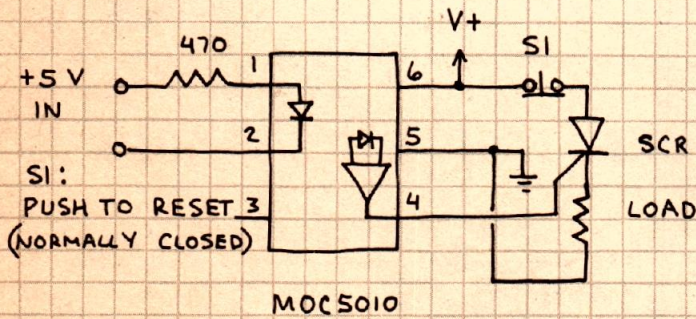 V+
470
S1
1
6
+5 V
IN
2
5
SCR
S1:
PUSH TO RESET
3
4
LOAD
(NORMALLY CLOSED)
MOC5010